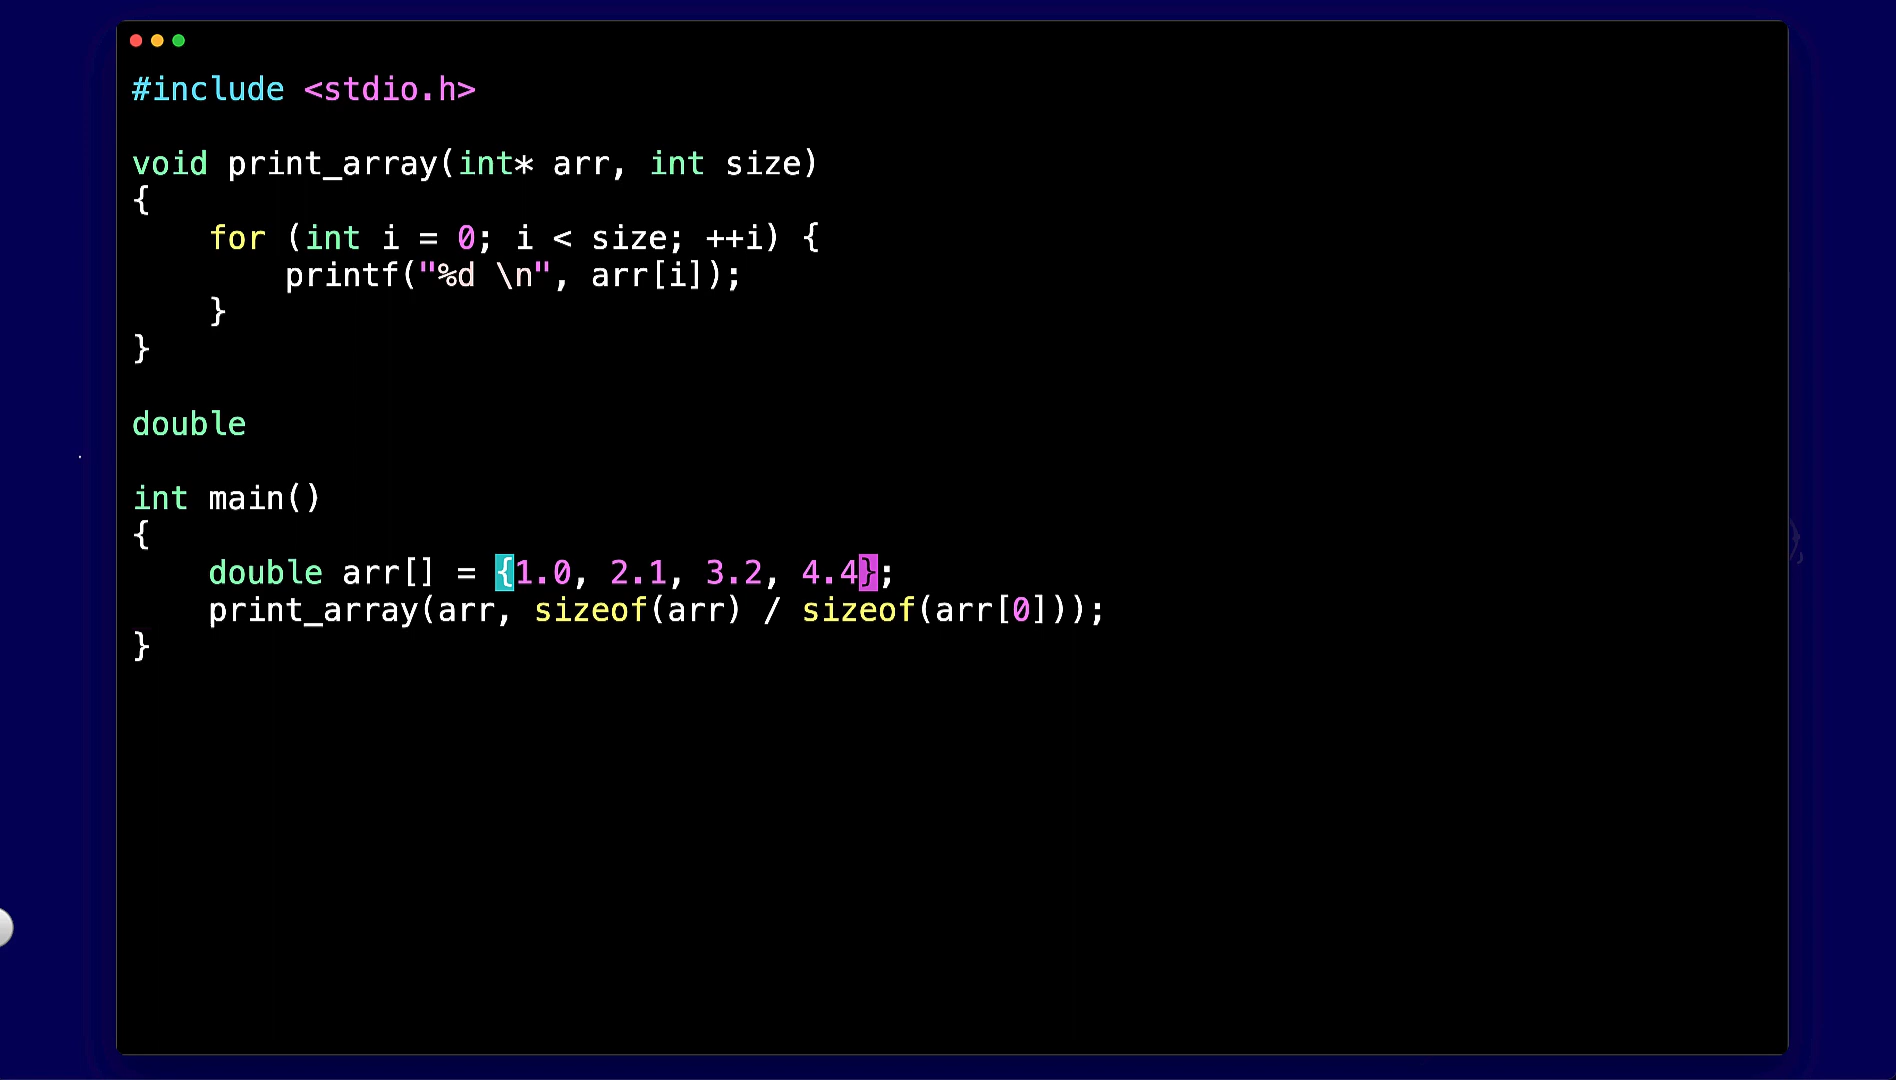 #include <stdio.h>
void print_array(int* arr, int size)
{
    for (int i = 0; i < size; ++i) {
        printf("%d \n", arr[i]);
    }
}
double
int main()
{
    double arr[] = {1.0, 2.1, 3.2, 4.4};
    print_array(arr, sizeof(arr) / sizeof(arr[0]));
}